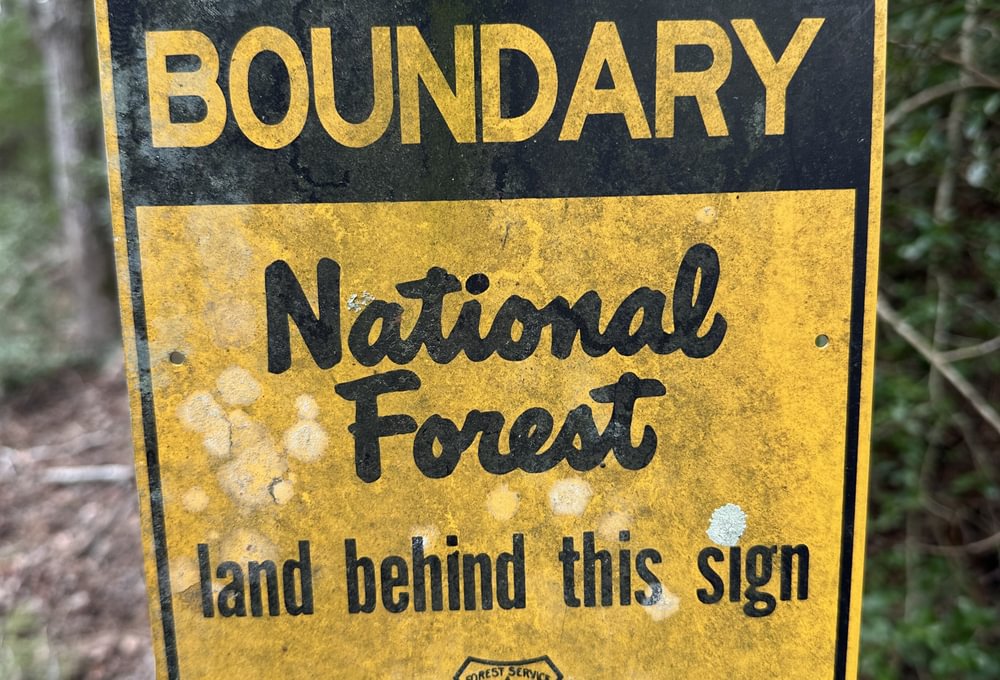 BOUNDARY
National
Forest
land behind this sign
FOREST SERVICE